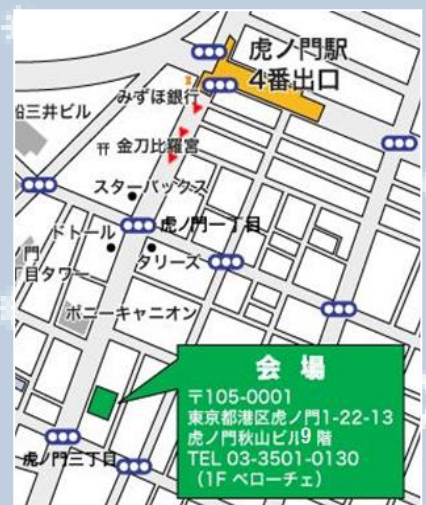 虎ノ門駅
4番出口
みずほ銀行
船三井ビル
金刀比羅宮
スターバックス
ドトール
虎ノ門一丁目
門
丁目タワー
タリーズ
ポニーキャニオン
会場
〒105-0001
東京都港区虎ノ門1-22-13
虎ノ門秋山ビル9階
TEL 03-3501-0130
(1F ベローチェ)
虎ノ門三丁目